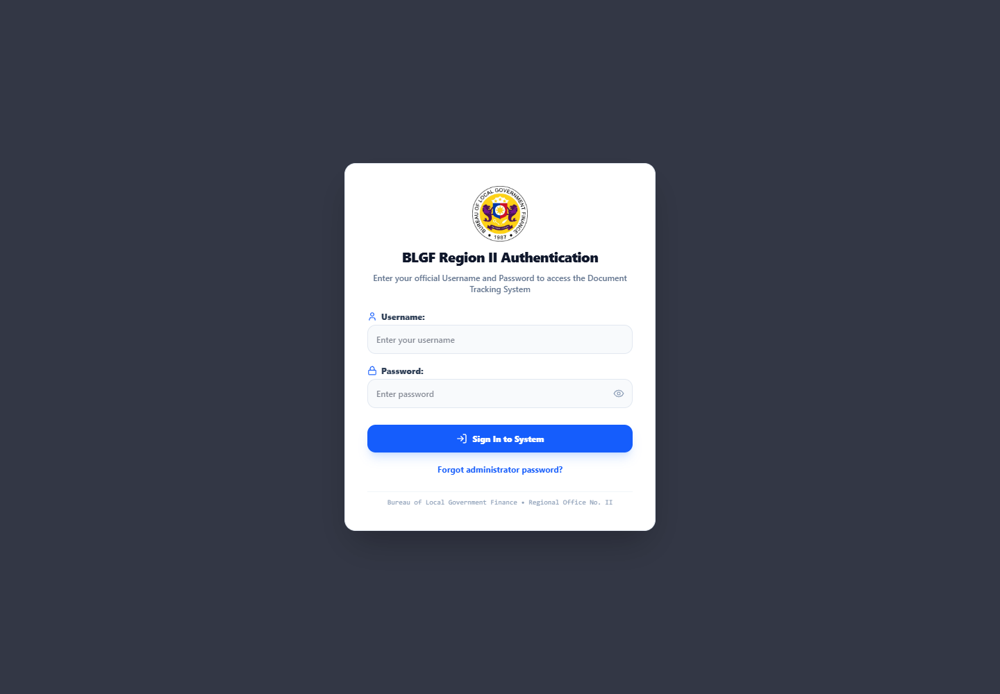 BUREAU OF LOCAL GOVERNMENT FINANCE
• 1987 •
BLGF Region II Authentication
Enter your official Username and Password to access the Document
Tracking System
Username:
Enter your username
Password:
Enter password
Sign In to System
Forgot administrator password?
Bureau of Local Government Finance • Regional Office No. II